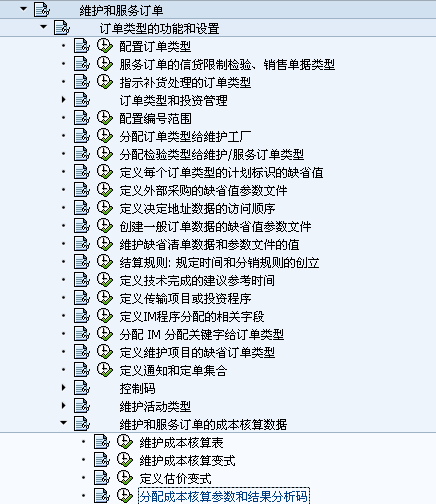 维护和服务订单
订单类型的功能和设置
配置订单类型
服务订单的信贷限制检验、销售单据类型
指示补货处理的订单类型
订单类型和投资管理
配置编号范围
分配订单类型给维护工厂
分配检验类型给维护/服务订单类型
定义每个订单类型的计划标识的缺省值
定义外部采购的缺省值参数文件
定义决定地址数据的访问顺序
创建一般订单数据的缺省值参数文件
维护缺省清单数据和参数文件的值
结算规则: 规定时间和分销规则的创立
定义技术完成的建议参考时间
定义传输项目或投资程序
定义IM程序分配的相关字段
分配 IM 分配关键字给订单类型
定义维护项目的缺省订单类型
定义通知和定单集合
控制码
维护活动类型
维护和服务订单的成本核算数据
维护成本核算表
维护成本核算变式
定义估价变式
分配成本核算参数和结果分析码